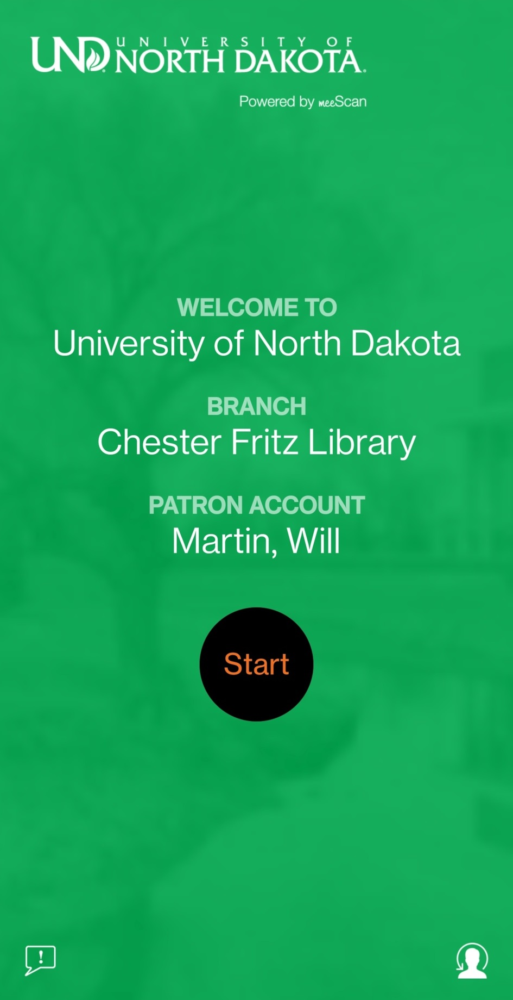 UND UNIVERSITY OF
NORTH DAKOTA.
Powered by meeScan
WELCOME TO
University of North Dakota
BRANCH
Chester Fritz Library
PATRON ACCOUNT
Martin, Will
Start
!